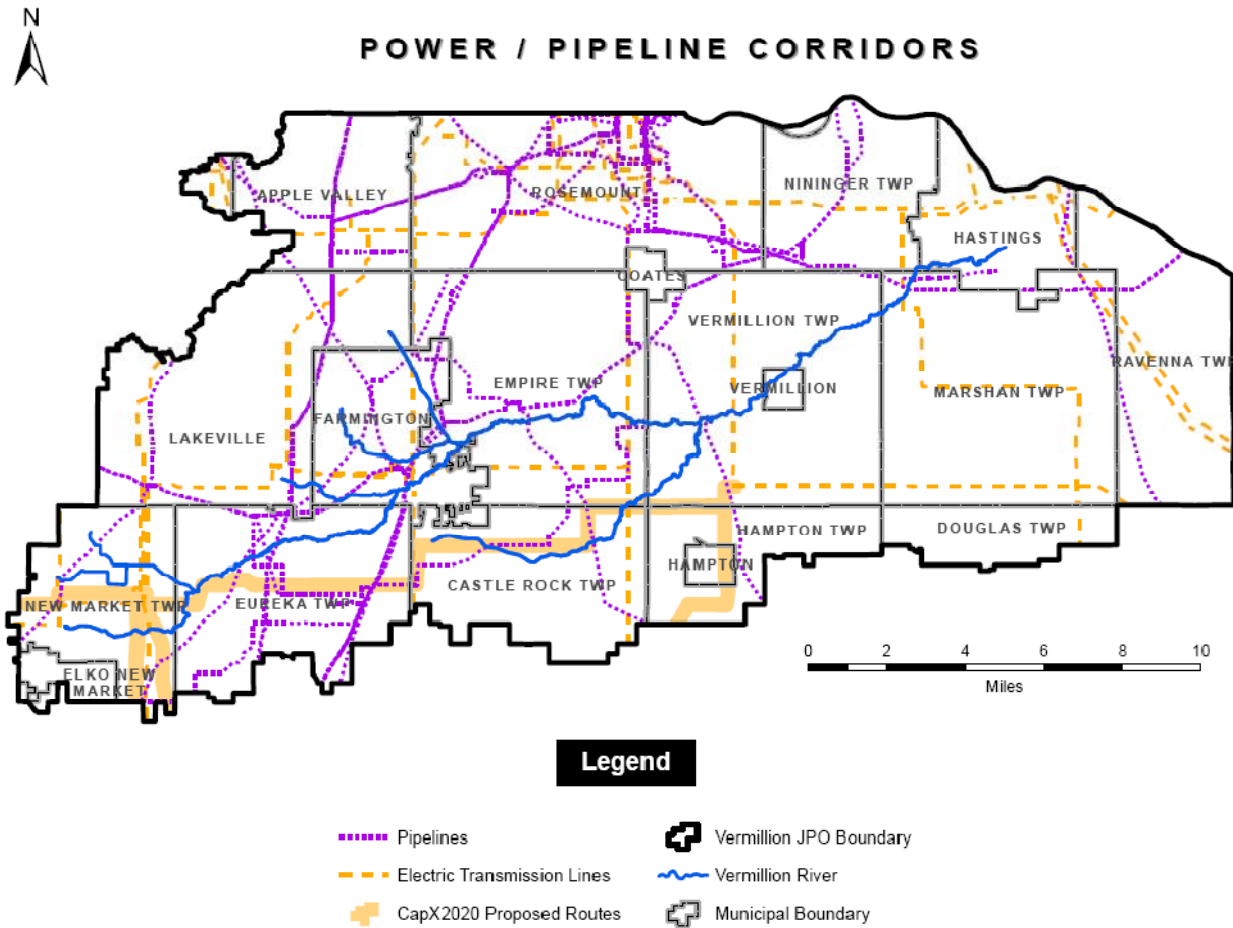 N
POWER / PIPELINE CORRIDORS
APPLE VALLEY
ROSEMOUNT
NININGER TWP
HASTINGS
COATES
VERMILLION TWP
RAVENNA TWP
EMPIRE TWP
VERMILLION
MARSHAN TWP
FARMINGTON
LAKEVILLE
HAMPTON TWP
DOUGLAS TWP
HAMPTON
CASTLE ROCK TWP
NEW MARKET TWP
EUREKA TWP
ELKO NEW
MARKET
0 2 4 6 8 10
Miles
Legend
Pipelines
Vermillion JPO Boundary
Electric Transmission Lines
Vermillion River
CapX2020 Proposed Routes
Municipal Boundary